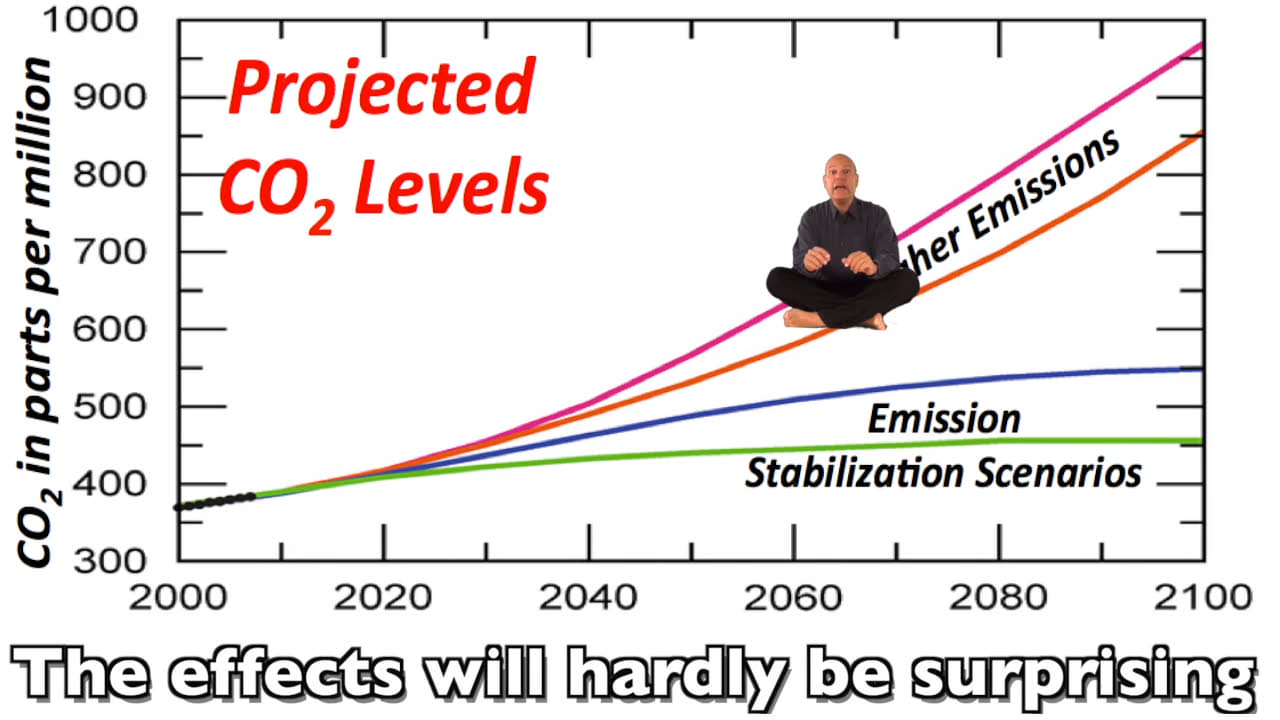 1000
900
800
700
600
500
400
300
CO2 in parts per million
Projected
CO2 Levels
her Emissions
Emission
Stabilization Scenarios
2000 2020 2040 2060 2080 2100
The effects will hardly be surprising